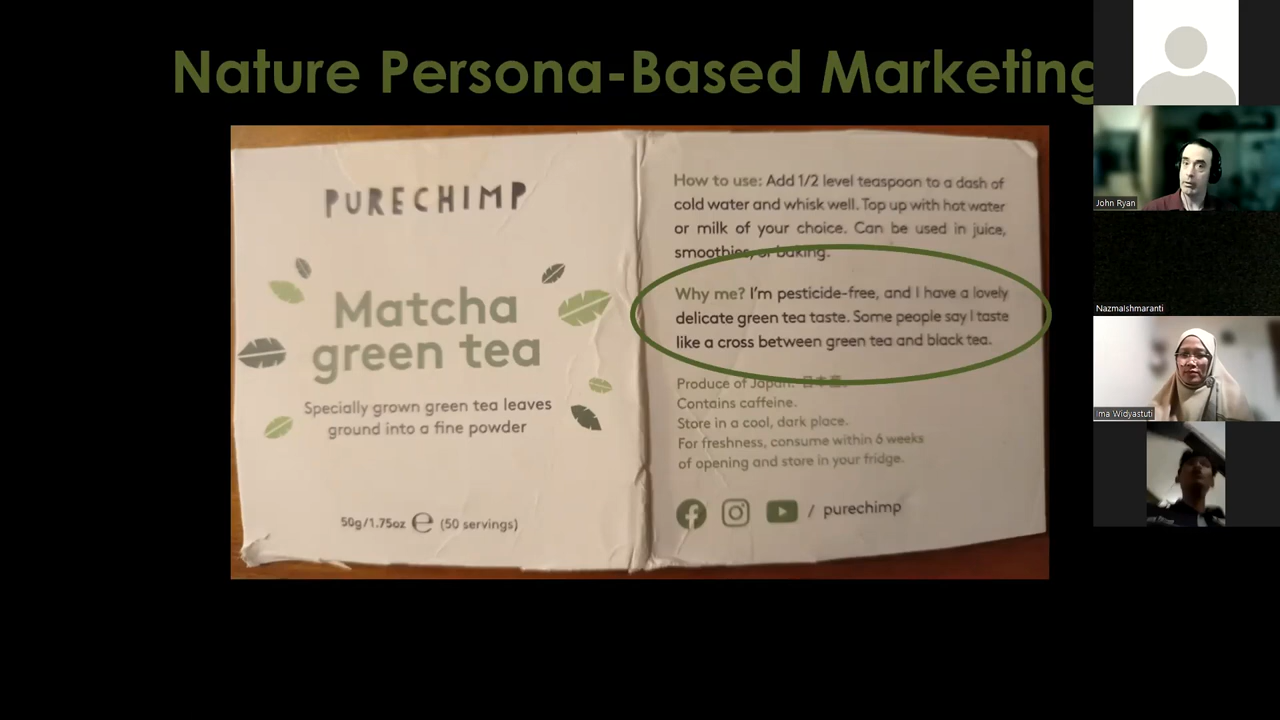 Nature Persona-Based Marketing
PURECHIMP
Matcha
green tea
Specially grown green tea leaves
ground into a fine powder
50g/1.75oz e (50 servings)
How to use: Add 1/2 level teaspoon to a dash of
cold water and whisk well. Top up with hot water
or milk of your choice. Can be used in juice,
smoothies, or baking.
Why me? I'm pesticide-free, and I have a lovely
delicate green tea taste. Some people say I taste
like a cross between green tea and black tea.
Produce of Japan. 日本産.
Contains caffeine.
Store in a cool, dark place.
For freshness, consume within 6 weeks
of opening and store in your fridge.
/ purechimp
John Ryan
NazmaIshmaranti
Ima Widyastuti